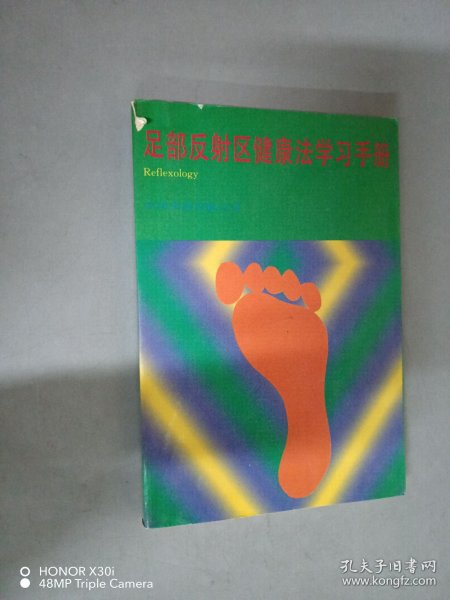 足部反射区健康法学习手册
Reflexology
HONOR X30i
48MP Triple Camera
孔夫子旧书网
www.kongfz.com